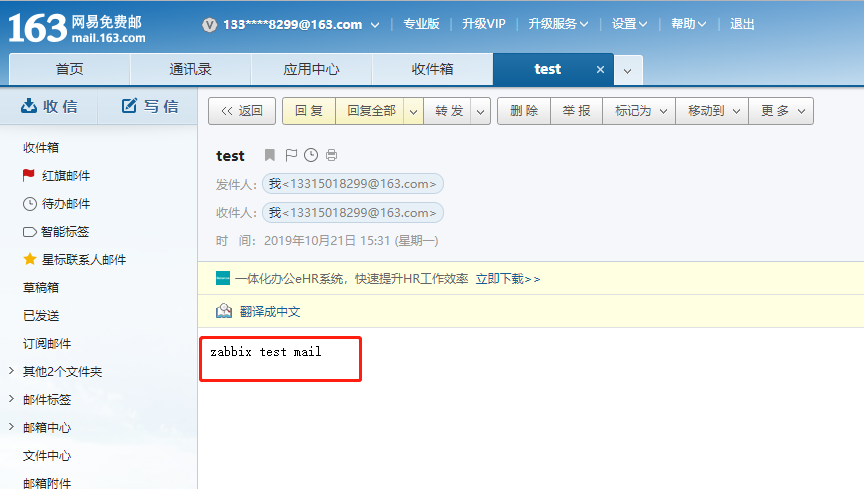 163 网易免费邮 mail.163.com 133****8299@163.com 专业版 升级VIP 升级服务 设置 帮助 退出
首页 通讯录 应用中心 收件箱 test ×
收信 写信 << 返回 回复 回复全部 转发 删除 举报 标记为 移动到 更多
收件箱
红旗邮件
待办邮件
智能标签
星标联系人邮件
草稿箱
已发送
订阅邮件
其他2个文件夹
邮件标签
邮箱中心
文件中心
邮箱附件
test
发件人： 我<13315018299@163.com>
收件人： 我<13315018299@163.com>
时 间： 2019年10月21日 15:31 (星期一)
一体化办公eHR系统，快速提升HR工作效率 立即下载>>
翻译成中文
zabbix test mail